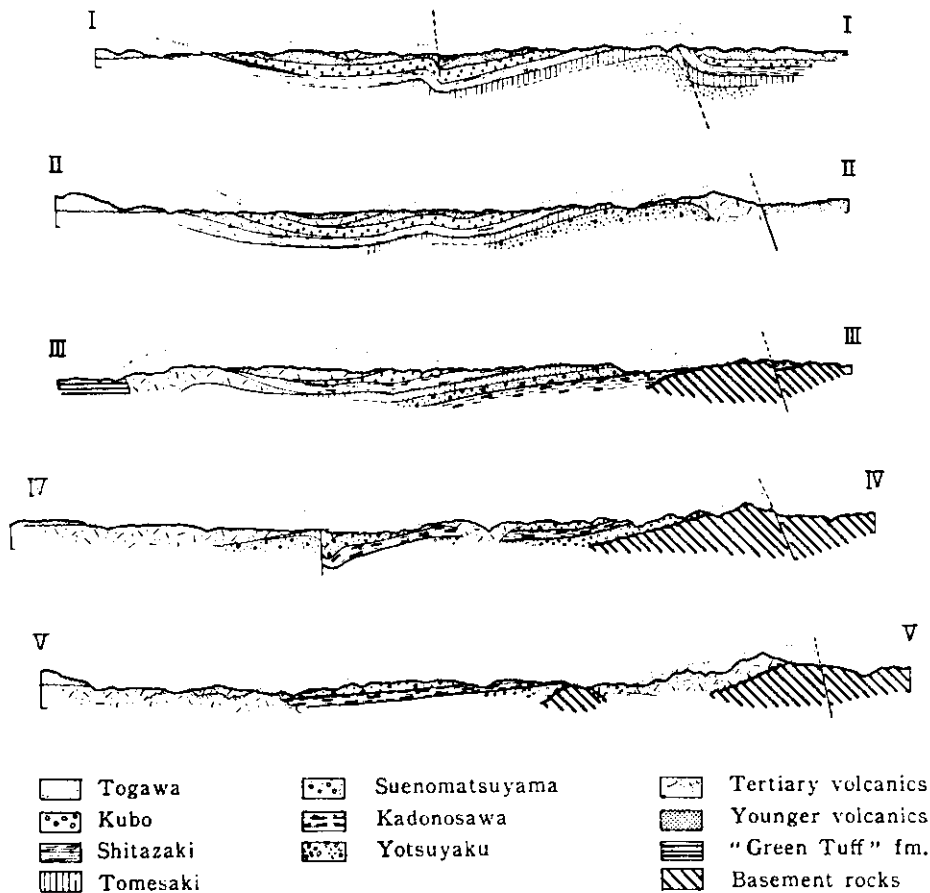 I I
II II
III III
IV IV
V V
Togawa Suenomatsuyama Tertiary volcanics
Kubo Kadonosawa Younger volcanics
Shitazaki Yotsuyaku "Green Tuff" fm.
Tomesaki Basement rocks